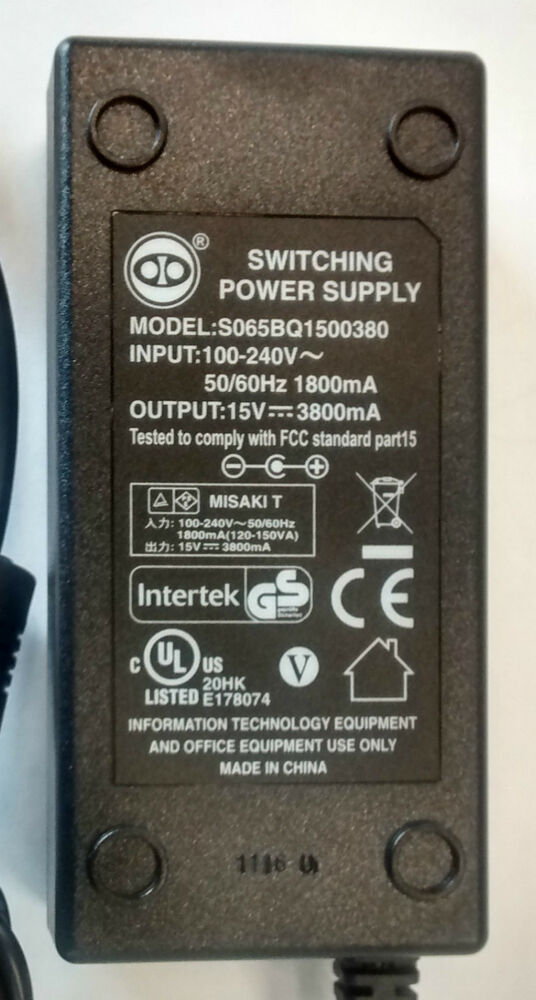 ®
SWITCHING
POWER SUPPLY
MODEL:S065BQ1500380
INPUT:100-240V～
50/60Hz 1800mA
OUTPUT:15V⎓3800mA
Tested to comply with FCC standard part15
MISAKI T
入力: 100-240V～50/60Hz
1800mA(120-150VA)
出力: 15V⎓3800mA
Intertek GS
geprüfte
Sicherheit
CE
C UL US
LISTED
20HK
E178074
V
INFORMATION TECHNOLOGY EQUIPMENT
AND OFFICE EQUIPMENT USE ONLY
MADE IN CHINA